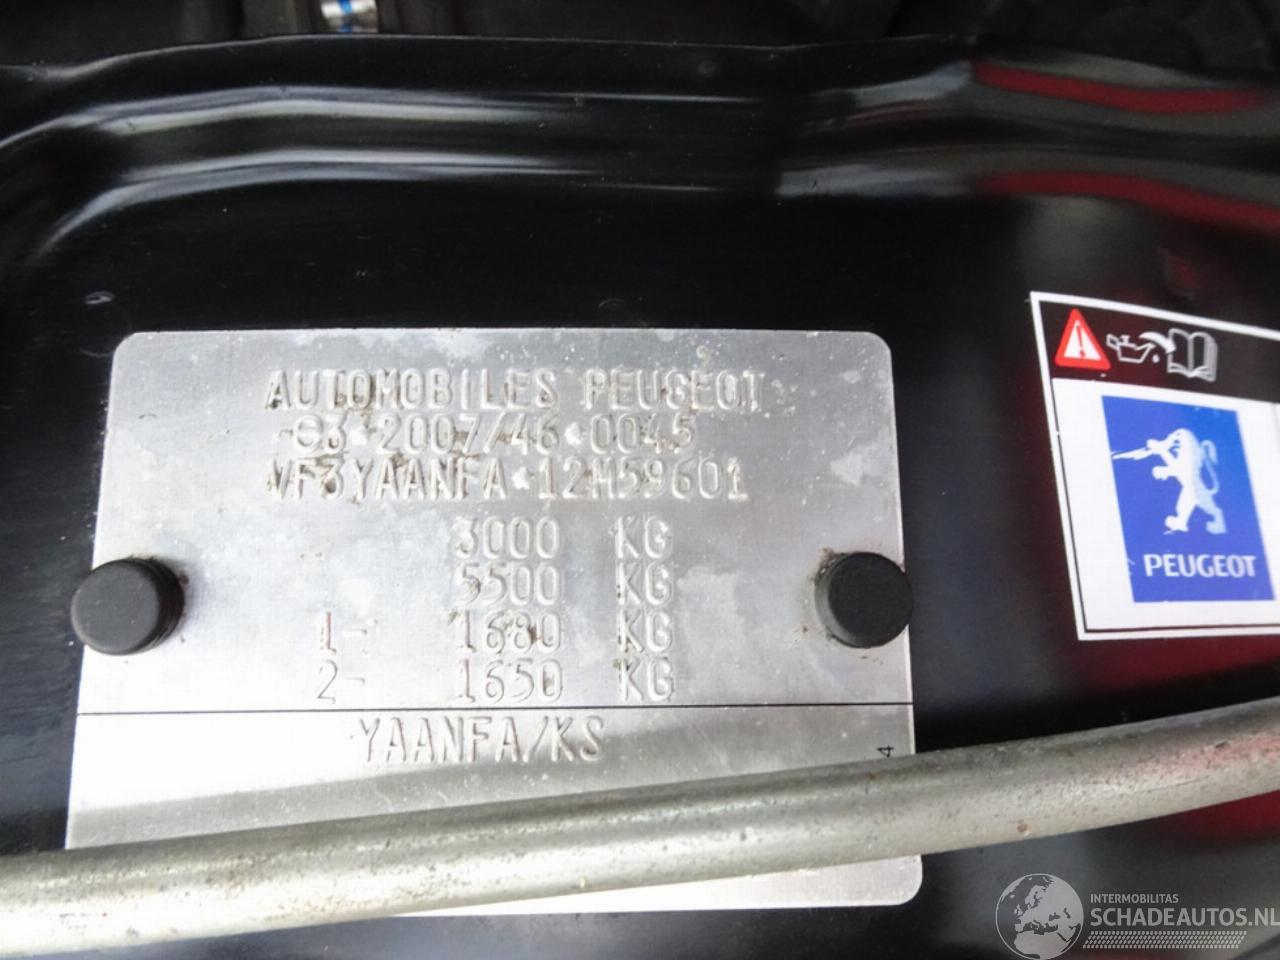 AUTOMOBILES PEUGEOT
e3*2007/46*0045
VF3YAANFA*12M59601
3000 KG
5500 KG
1- 1680 KG
2- 1650 KG
YAANFA/KS
4
PEUGEOT
INTERMOBILITAS
SCHADEAUTOS.NL